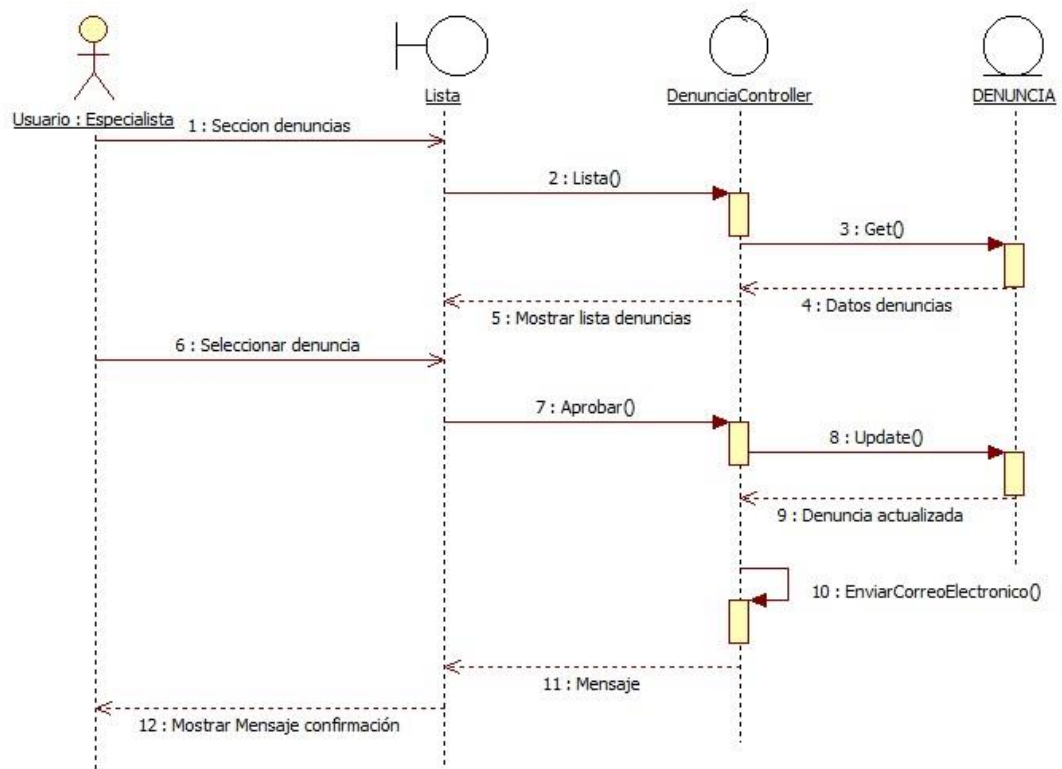 Usuario : Especialista
Lista
DenunciaController
DENUNCIA
1 : Seccion denuncias
2 : Lista()
3 : Get()
4 : Datos denuncias
5 : Mostrar lista denuncias
6 : Seleccionar denuncia
7 : Aprobar()
8 : Update()
9 : Denuncia actualizada
10 : EnviarCorreoElectronico()
11 : Mensaje
12 : Mostrar Mensaje confirmación